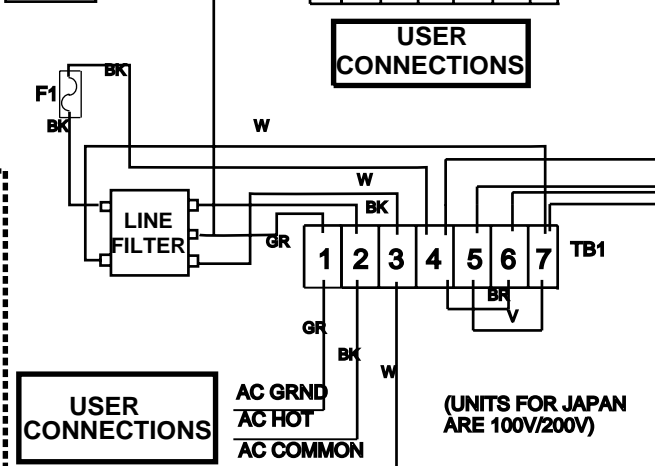 USER
CONNECTIONS
BK
F1
BK
W
W
BK
LINE
FILTER
GR
1 2 3 4 5 6 7
TB1
BR
V
GR
BK
W
USER
CONNECTIONS
AC GRND
AC HOT
AC COMMON
(UNITS FOR JAPAN
ARE 100V/200V)